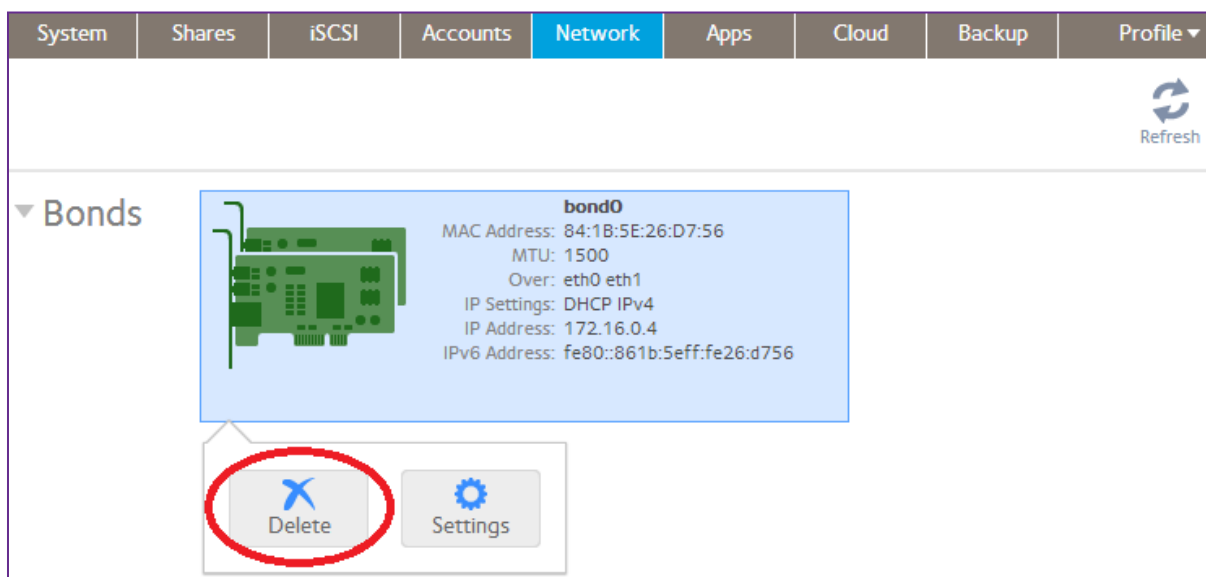 System Shares iSCSI Accounts Network Apps Cloud Backup Profile
Refresh
Bonds
bond0
MAC Address: 84:1B:5E:26:D7:56
MTU: 1500
Over: eth0 eth1
IP Settings: DHCP IPv4
IP Address: 172.16.0.4
IPv6 Address: fe80::861b:5eff:fe26:d756
Delete Settings